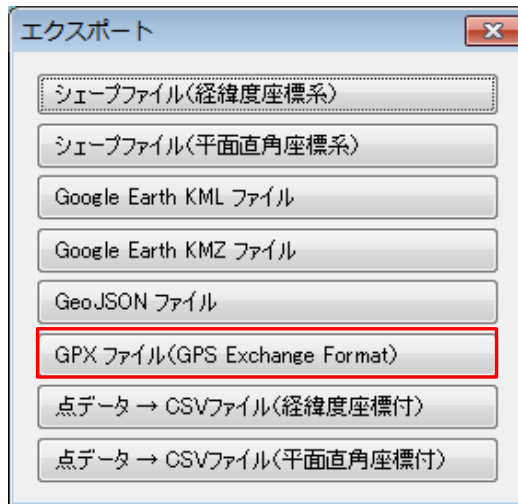 エクスポート
シェープファイル(経緯度座標系)
シェープファイル(平面直角座標系)
Google Earth KML ファイル
Google Earth KMZ ファイル
GeoJSON ファイル
GPX ファイル(GPS Exchange Format)
点データ → CSVファイル(経緯度座標付)
点データ → CSVファイル(平面直角座標付)